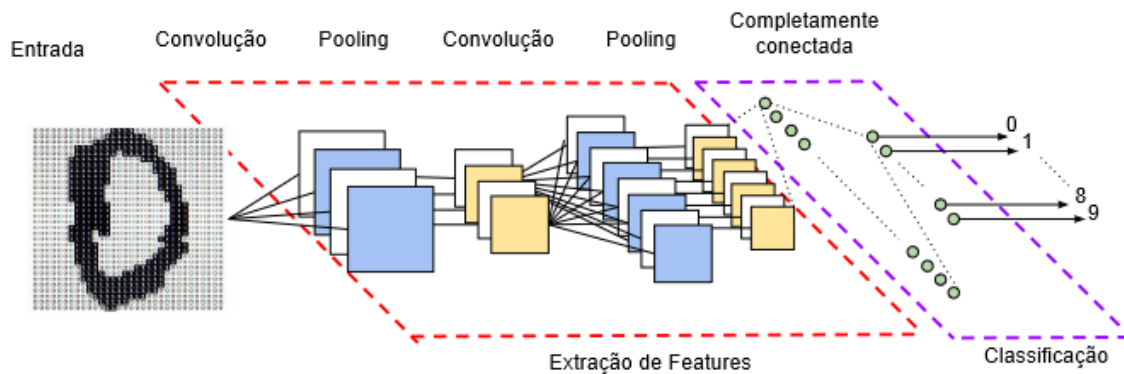 Entrada
Convolução
Pooling
Convolução
Pooling
Completamente
conectada
0
1
8
9
Extração de Features
Classificação